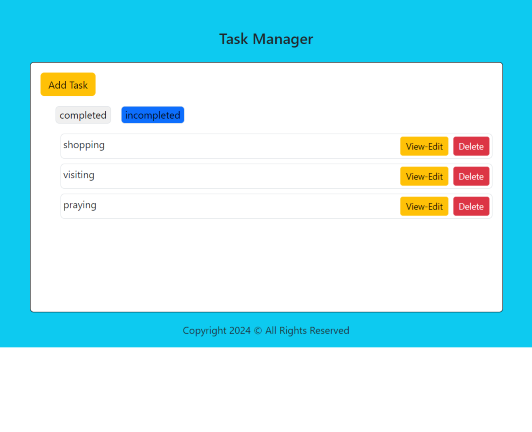 Task Manager
Add Task
completed incompleted
shopping View-Edit Delete
visiting View-Edit Delete
praying View-Edit Delete
Copyright 2024 © All Rights Reserved